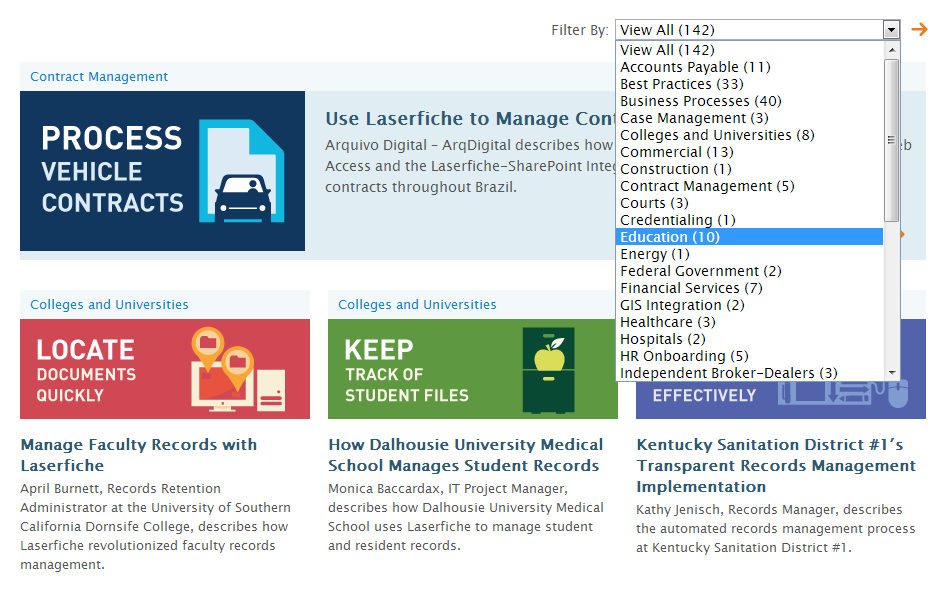 Filter By: View All (142)
View All (142)
Accounts Payable (11)
Best Practices (33)
Business Processes (40)
Case Management (3)
Colleges and Universities (8)
Commercial (13)
Construction (1)
Contract Management (5)
Courts (3)
Credentialing (1)
Education (10)
Energy (1)
Federal Government (2)
Financial Services (7)
GIS Integration (2)
Healthcare (3)
Hospitals (2)
HR Onboarding (5)
Independent Broker-Dealers (3)
Contract Management
PROCESS
VEHICLE
CONTRACTS
Use Laserfiche to Manage
Arquivo Digital - ArqDigital describes how
Access and the Laserfiche-SharePoint
contracts throughout Brazil.
Colleges and Universities
LOCATE
DOCUMENTS
QUICKLY
Manage Faculty Records with
Laserfiche
April Burnett, Records Retention
Administrator at the University of Southern
California Dornsife College, describes how
Laserfiche revolutionized faculty records
management.
Colleges and Universities
KEEP
TRACK OF
STUDENT FILES
How Dalhousie University Medical
School Manages Student Records
Monica Baccardax, IT Project Manager,
describes how Dalhousie University Medical
School uses Laserfiche to manage student
and resident records.
EFFECTIVELY
Kentucky Sanitation District #1's
Transparent Records Management
Implementation
Kathy Jenisch, Records Manager, describes
the automated records management process
at Kentucky Sanitation District #1.